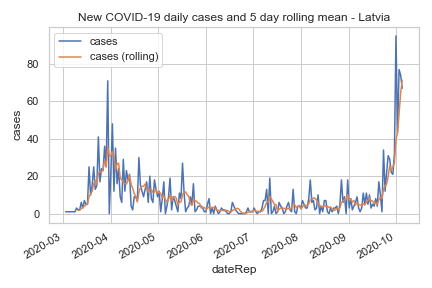 New COVID-19 daily cases and 5 day rolling mean - Latvia
cases
cases (rolling)
cases
80
60
40
20
0
2020-03
2020-04
2020-05
2020-06
2020-07
2020-08
2020-09
2020-10
dateRep